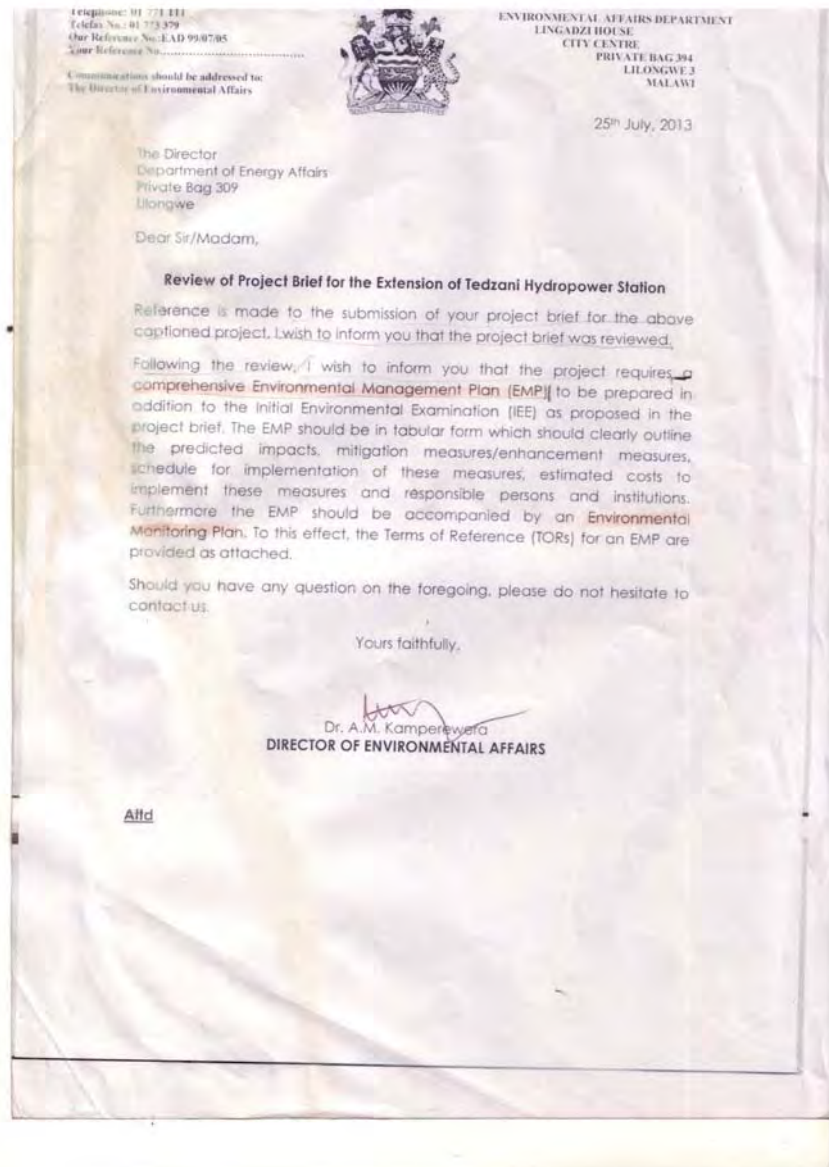 Telephone: 01 771 111
Telefax No.: 01 773 379
Our Reference No.:EAD 99/07/05
Your Reference No.......................................
Communications should be addressed to:
The Director of Environmental Affairs
ENVIRONMENTAL AFFAIRS DEPARTMENT
LINGADZI HOUSE
CITY CENTRE
PRIVATE BAG 394
LILONGWE 3
MALAWI
25th July, 2013
The Director
Department of Energy Affairs
Private Bag 309
Lilongwe
Dear Sir/Madam,
Review of Project Brief for the Extension of Tedzani Hydropower Station
Reference is made to the submission of your project brief for the above
captioned project. I wish to inform you that the project brief was reviewed.
Following the review, I wish to inform you that the project requires a
comprehensive Environmental Management Plan (EMP) to be prepared in
addition to the Initial Environmental Examination (IEE) as proposed in the
project brief. The EMP should be in tabular form which should clearly outline
the predicted impacts, mitigation measures/enhancement measures,
schedule for implementation of these measures, estimated costs to
implement these measures and responsible persons and institutions.
Furthermore the EMP should be accompanied by an Environmental
Monitoring Plan. To this effect, the Terms of Reference (TORs) for an EMP are
provided as attached.
Should you have any question on the foregoing, please do not hesitate to
contact us.
Yours faithfully,
Dr. A.M. Kamperewera
DIRECTOR OF ENVIRONMENTAL AFFAIRS
Attd